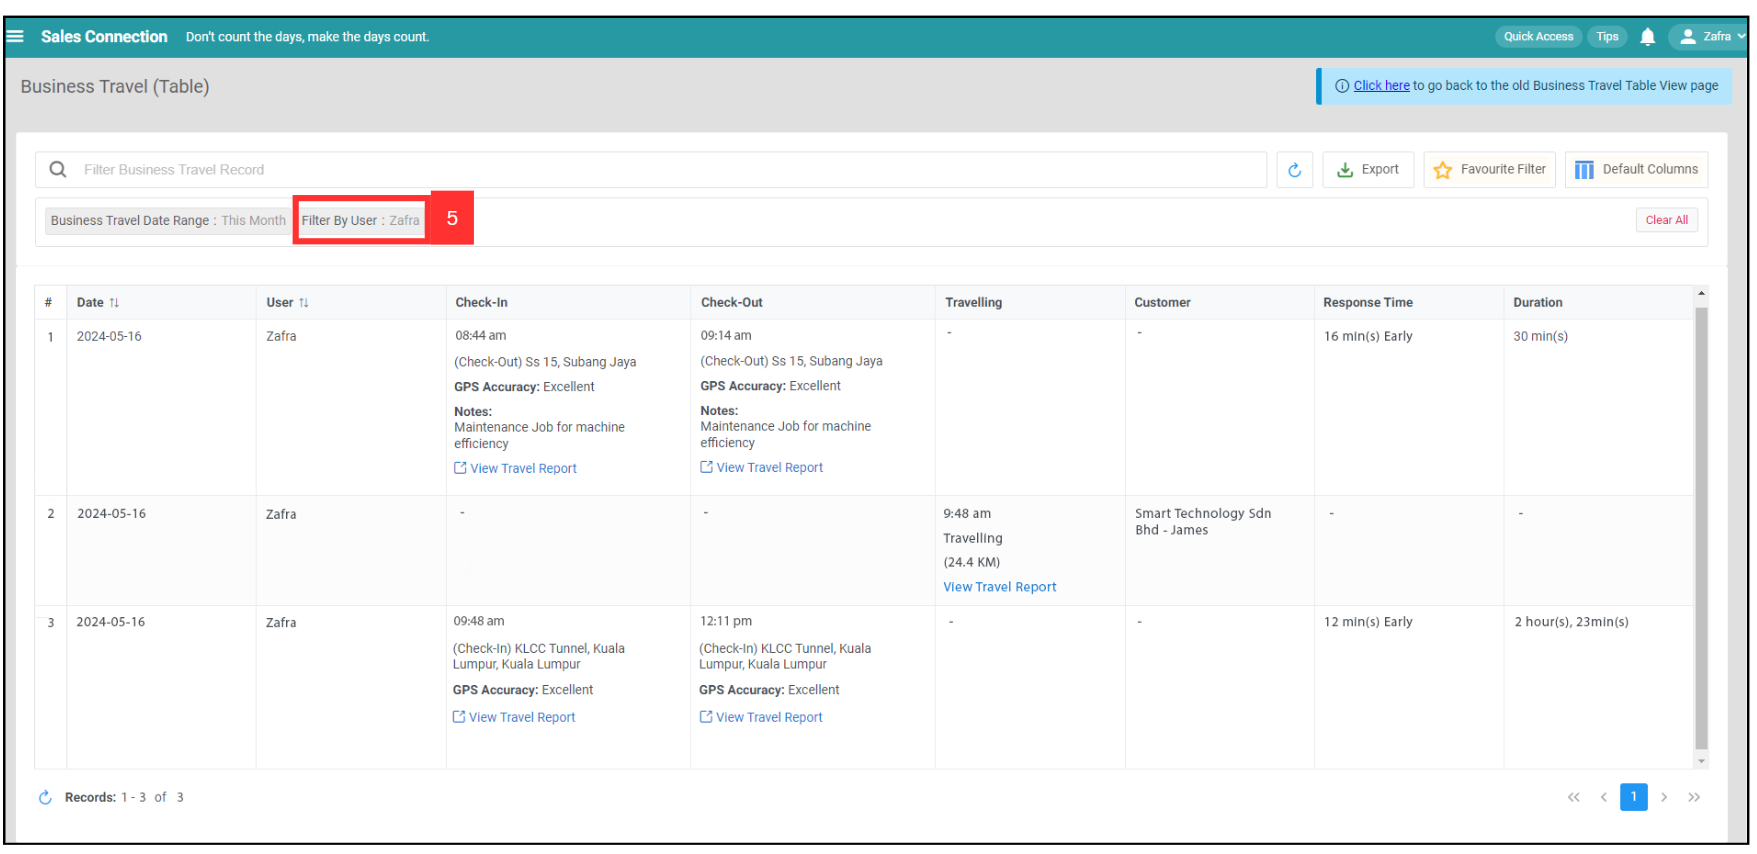 Sales Connection Don't count the days, make the days count. Quick Access Tips Zafra
Business Travel (Table)
Click here to go back to the old Business Travel Table View page
Filter Business Travel Record
Export Favourite Filter Default Columns
Business Travel Date Range : This Month Filter By User : Zafra 5 Clear All
# Date User Check-In Check-Out Travelling Customer Response Time Duration
1 2024-05-16 Zafra 08:44 am 09:14 am - - 16 min(s) Early 30 min(s)
(Check-Out) Ss 15, Subang Jaya (Check-Out) Ss 15, Subang Jaya
GPS Accuracy: Excellent GPS Accuracy: Excellent
Notes: Notes:
Maintenance Job for machine Maintenance Job for machine
efficiency efficiency
View Travel Report View Travel Report
2 2024-05-16 Zafra - - 9:48 am Smart Technology Sdn - -
Bhd - James
Travelling
(24.4 KM)
View Travel Report
3 2024-05-16 Zafra 09:48 am 12:11 pm - - 12 min(s) Early 2 hour(s), 23min(s)
(Check-In) KLCC Tunnel, Kuala (Check-In) KLCC Tunnel, Kuala
Lumpur, Kuala Lumpur Lumpur, Kuala Lumpur
GPS Accuracy: Excellent GPS Accuracy: Excellent
View Travel Report View Travel Report
Records: 1 - 3 of 3 << < 1 > >>